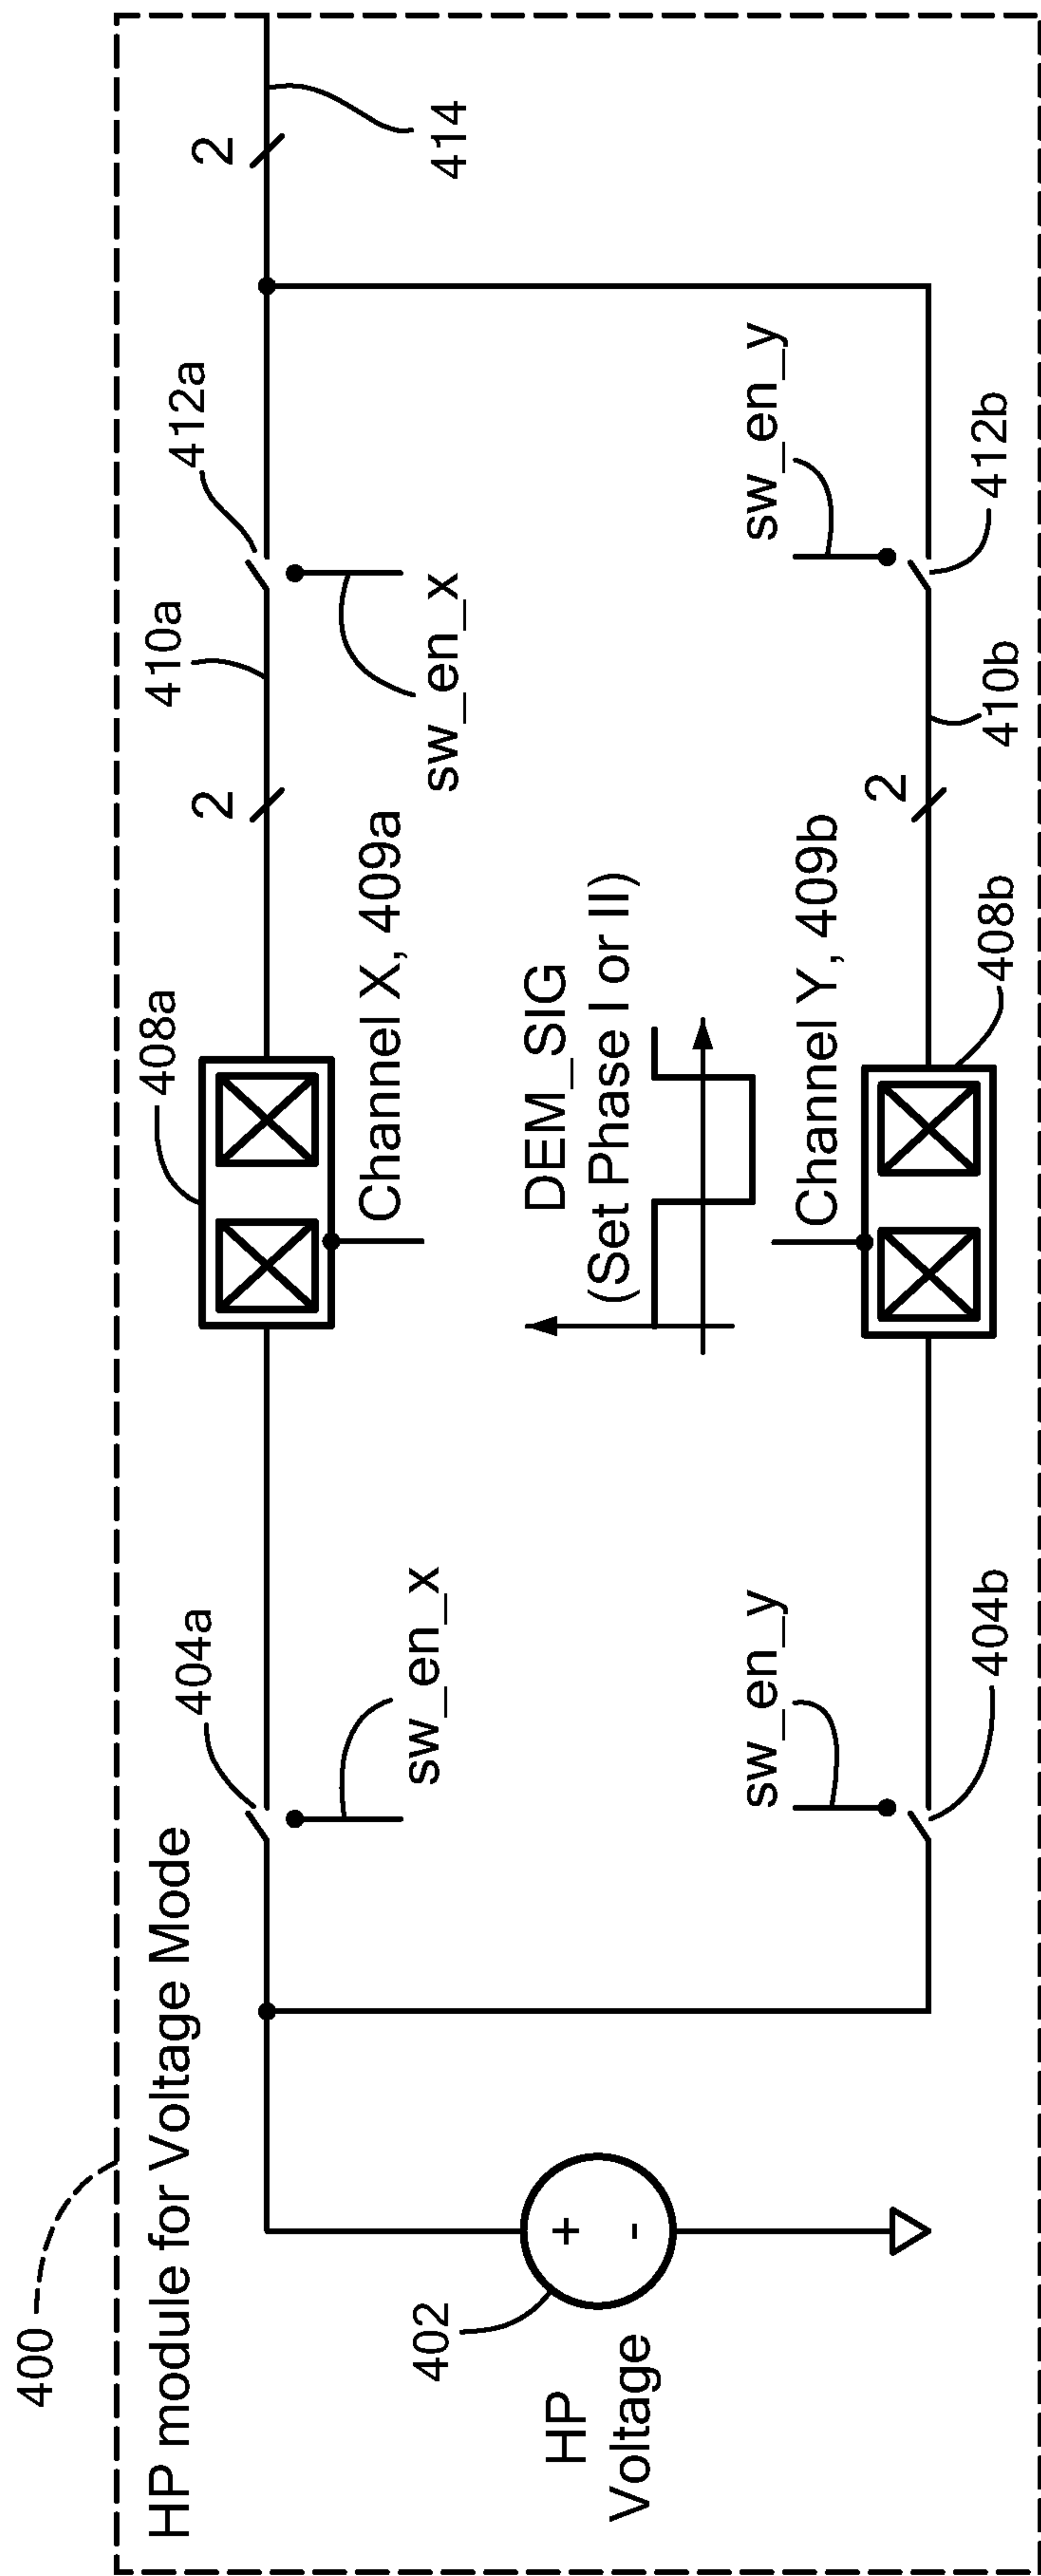 400
HP module for Voltage Mode
404a
408a
2
410a
412a
2
414
sw_en_x
Channel X, 409a
sw_en_x
402
+
-
HP
Voltage
DEM_SIG
(Set Phase I or II)
sw_en_y
Channel Y, 409b
sw_en_y
2
404b
408b
410b
412b